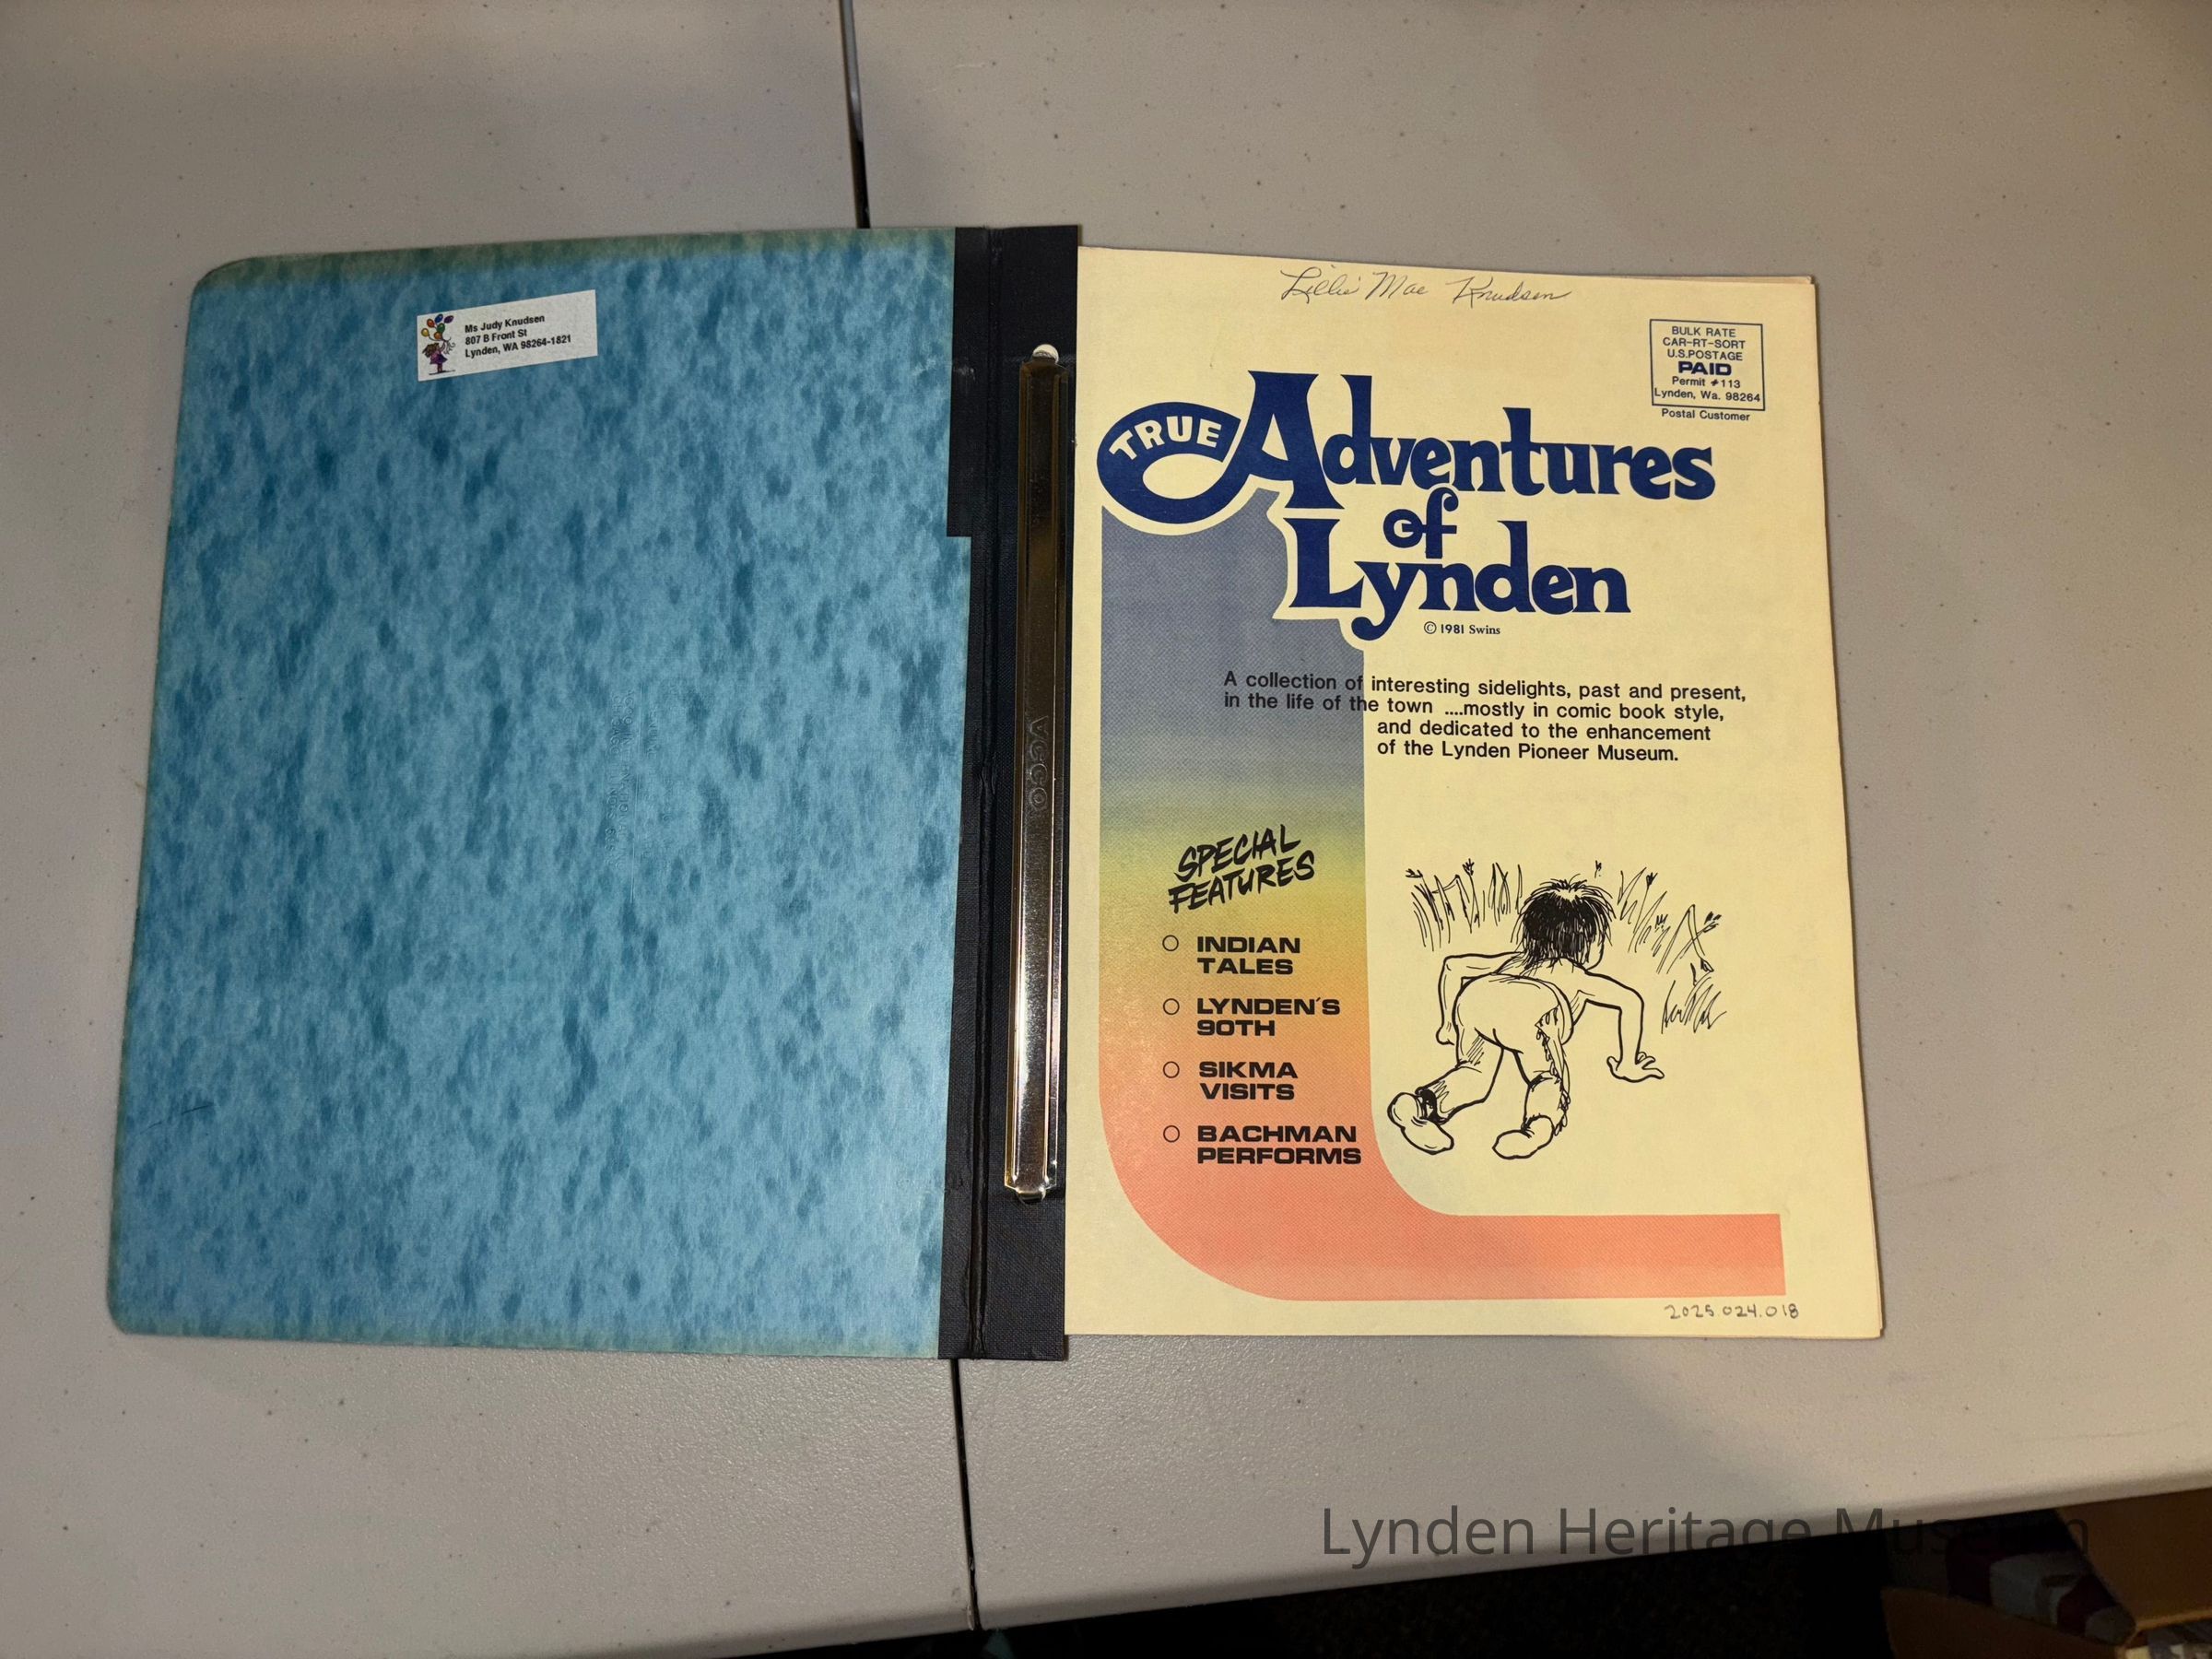 Ms Judy Knudsen
807 B Front St
Lynden, WA 98264-1821
ACCO
Lillie Mae Knudsen
BULK RATE
CAR-RT-SORT
U.S.POSTAGE
PAID
Permit #113
Lynden, Wa. 98264
Postal Customer
TRUE Adventures
of
Lynden
© 1981 Swins
A collection of interesting sidelights, past and present,
in the life of the town ....mostly in comic book style,
and dedicated to the enhancement
of the Lynden Pioneer Museum.
SPECIAL
FEATURES
INDIAN
TALES
LYNDEN'S
90TH
SIKMA
VISITS
BACHMAN
PERFORMS
2025.024.018
Lynden Heritage Museum